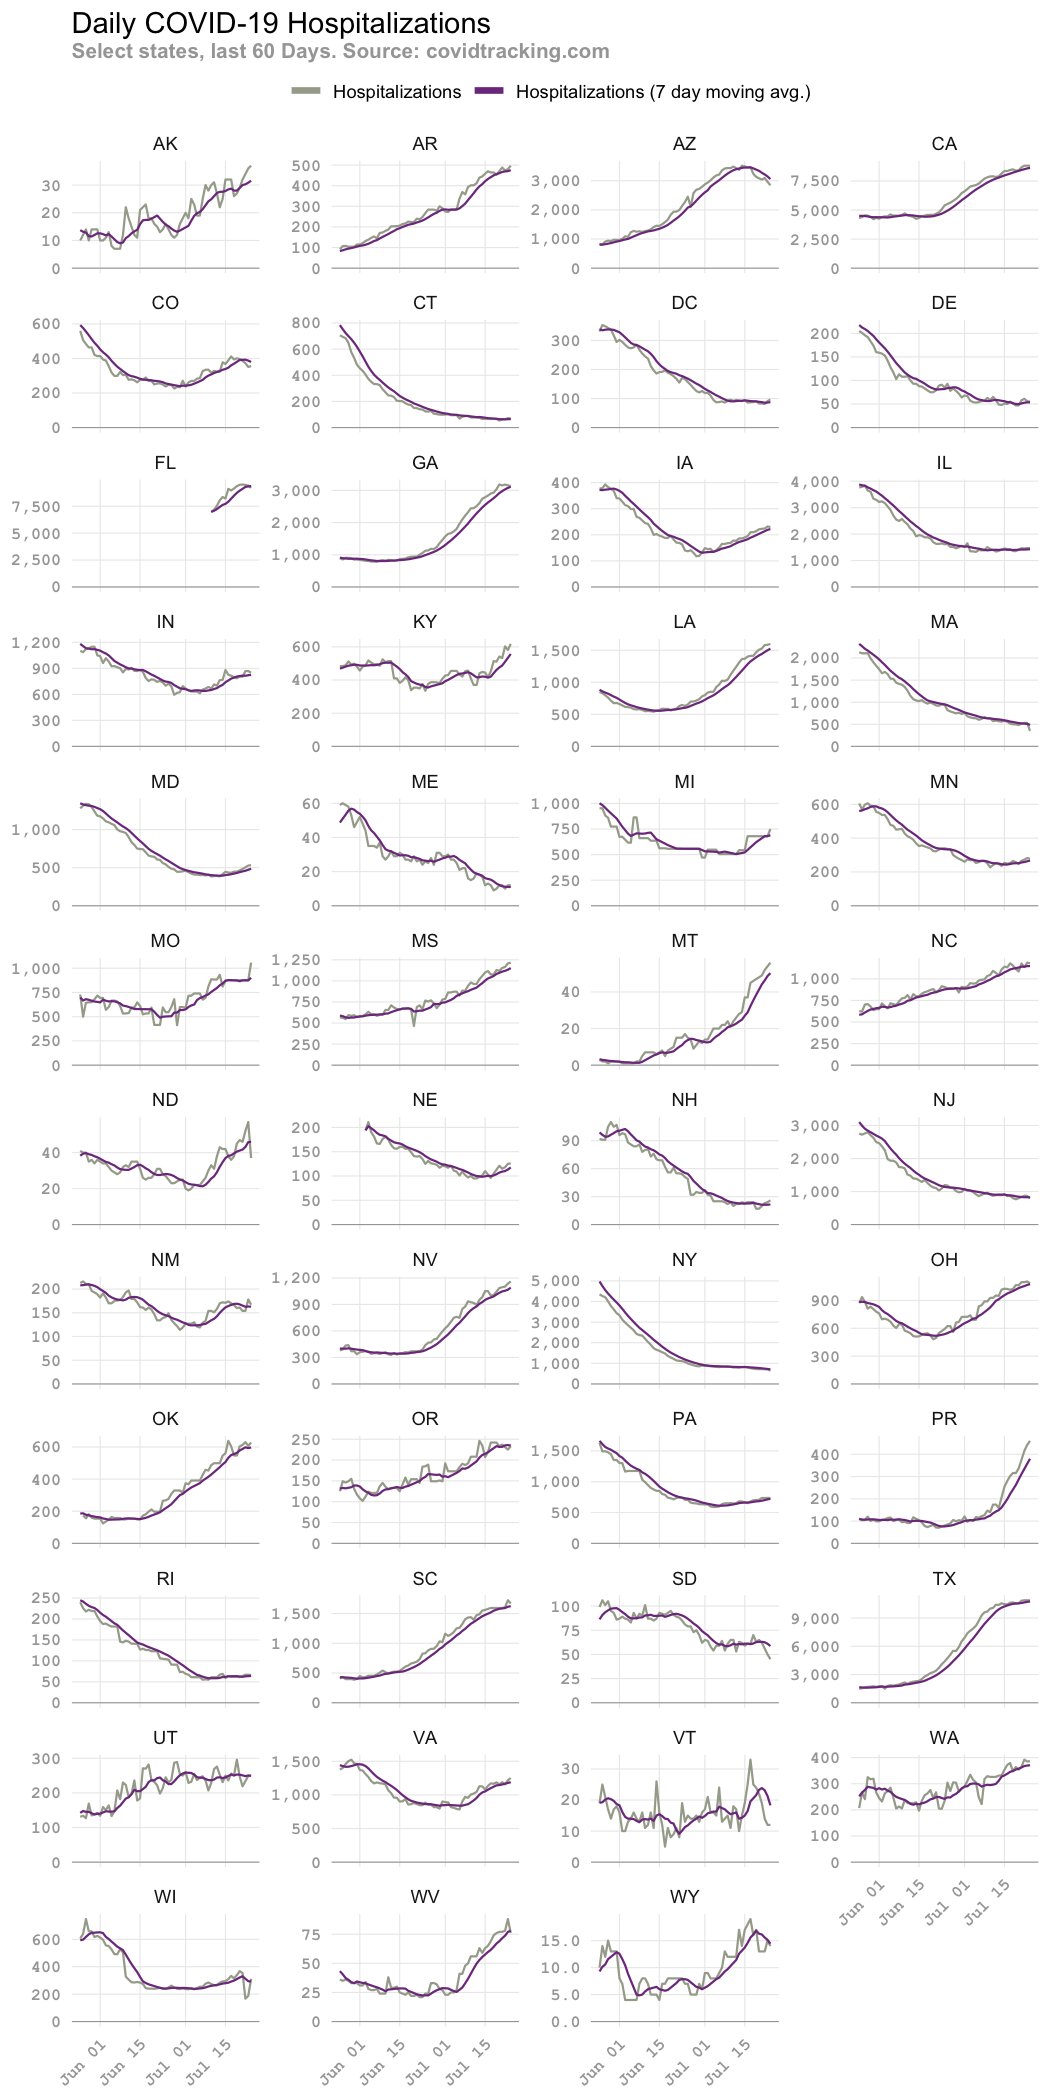 Daily COVID-19 Hospitalizations
Select states, last 60 Days. Source: covidtracking.com
Hospitalizations Hospitalizations (7 day moving avg.)
AK AR AZ CA
30 20 10 0
500 400 300 200 100 0
3,000 2,000 1,000 0
7,500 5,000 2,500 0
CO CT DC DE
600 400 200 0
800 600 400 200 0
300 200 100 0
200 150 100 50 0
FL GA IA IL
7,500 5,000 2,500 0
3,000 2,000 1,000 0
400 300 200 100 0
4,000 3,000 2,000 1,000 0
IN KY LA MA
1,200 900 600 300 0
600 400 200 0
1,500 1,000 500 0
2,000 1,500 1,000 500 0
MD ME MI MN
1,000 500 0
60 40 20 0
1,000 750 500 250 0
600 400 200 0
MO MS MT NC
1,000 750 500 250 0
1,250 1,000 750 500 250 0
40 20 0
1,000 750 500 250 0
ND NE NH NJ
40 20 0
200 150 100 50 0
90 60 30 0
3,000 2,000 1,000 0
NM NV NY OH
200 150 100 50 0
1,200 900 600 300 0
5,000 4,000 3,000 2,000 1,000 0
900 600 300 0
OK OR PA PR
600 400 200 0
250 200 150 100 50 0
1,500 1,000 500 0
400 300 200 100 0
RI SC SD TX
250 200 150 100 50 0
1,500 1,000 500 0
100 75 50 25 0
9,000 6,000 3,000 0
UT VA VT WA
300 200 100 0
1,500 1,000 500 0
30 20 10 0
400 300 200 100 0
Jun 01 Jun 15 Jul 01 Jul 15
WI WV WY
600 400 200 0
75 50 25 0
15.0 10.0 5.0 0.0
Jun 01 Jun 15 Jul 01 Jul 15
Jun 01 Jun 15 Jul 01 Jul 15
Jun 01 Jun 15 Jul 01 Jul 15